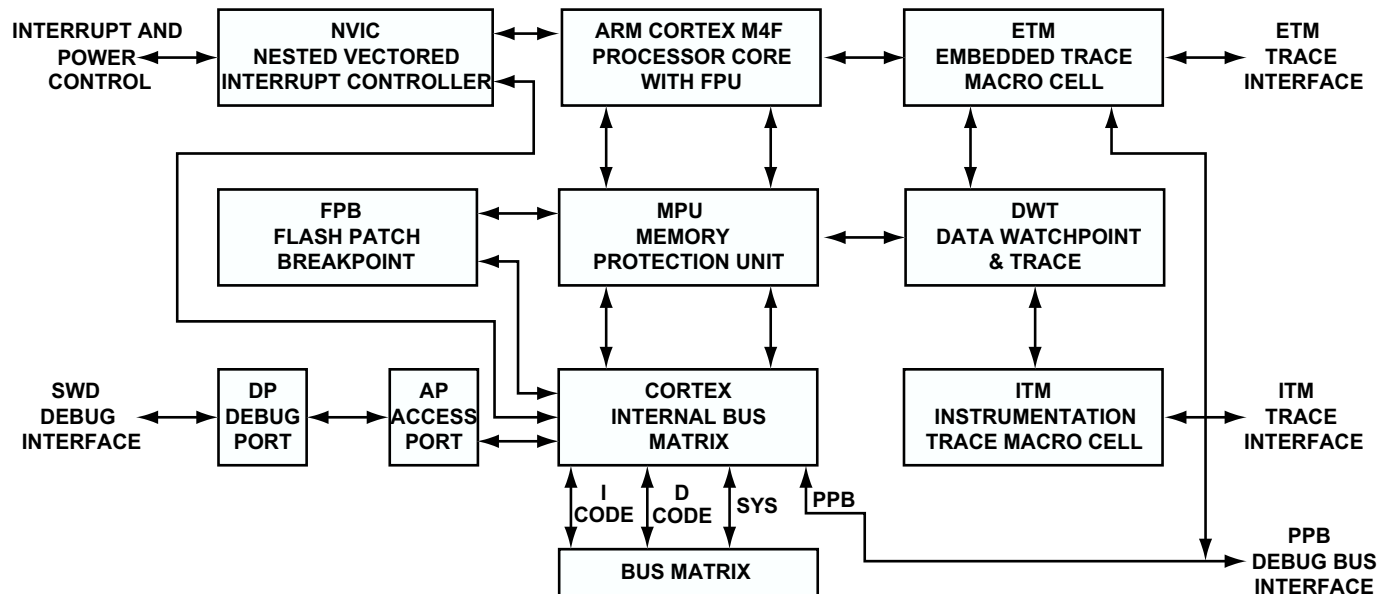 INTERRUPT AND
POWER
CONTROL
NVIC
NESTED VECTORED
INTERRUPT CONTROLLER
ARM CORTEX M4F
PROCESSOR CORE
WITH FPU
ETM
EMBEDDED TRACE
MACRO CELL
ETM
TRACE
INTERFACE
FPB
FLASH PATCH
BREAKPOINT
MPU
MEMORY
PROTECTION UNIT
DWT
DATA WATCHPOINT
& TRACE
SWD
DEBUG
INTERFACE
DP
DEBUG
PORT
AP
ACCESS
PORT
CORTEX
INTERNAL BUS
MATRIX
ITM
INSTRUMENTATION
TRACE MACRO CELL
ITM
TRACE
INTERFACE
I
CODE
D
CODE
SYS
PPB
BUS MATRIX
PPB
DEBUG BUS
INTERFACE